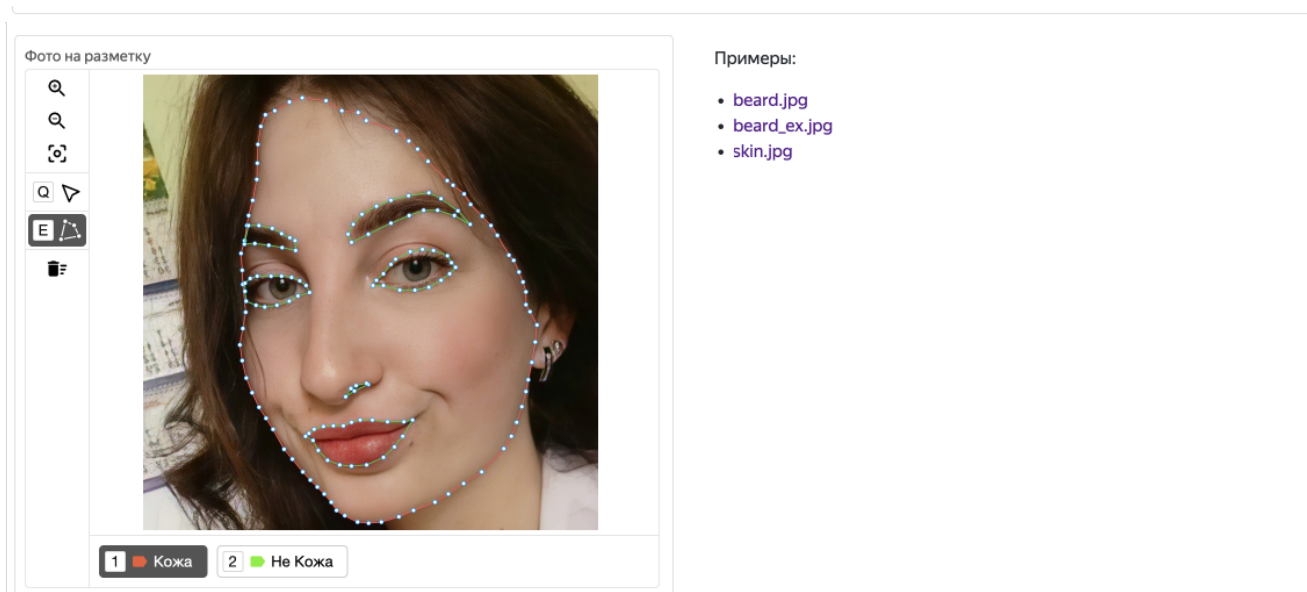 Фото на разметку
Q
E
1 Кожа
2 Не Кожа
Примеры:
beard.jpg
beard_ex.jpg
skin.jpg